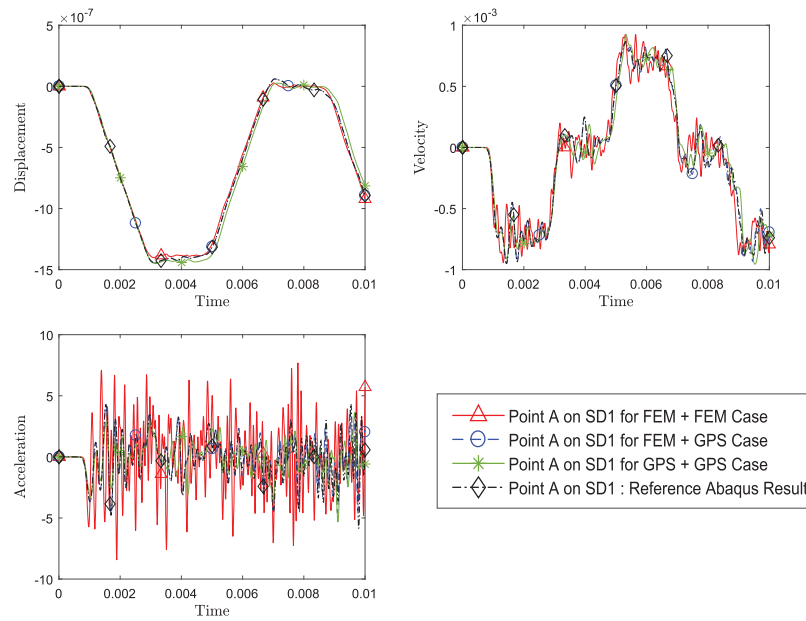 ×10⁻⁷
5
0
-5
-10
-15
Displacement
0 0.002 0.004 0.006 0.008 0.01
Time
×10⁻³
1
0.5
0
-0.5
-1
Velocity
0 0.002 0.004 0.006 0.008 0.01
Time
10
5
0
-5
-10
Acceleration
0 0.002 0.004 0.006 0.008 0.01
Time
Point A on SD1 for FEM + FEM Case
Point A on SD1 for FEM + GPS Case
Point A on SD1 for GPS + GPS Case
Point A on SD1 : Reference Abaqus Result